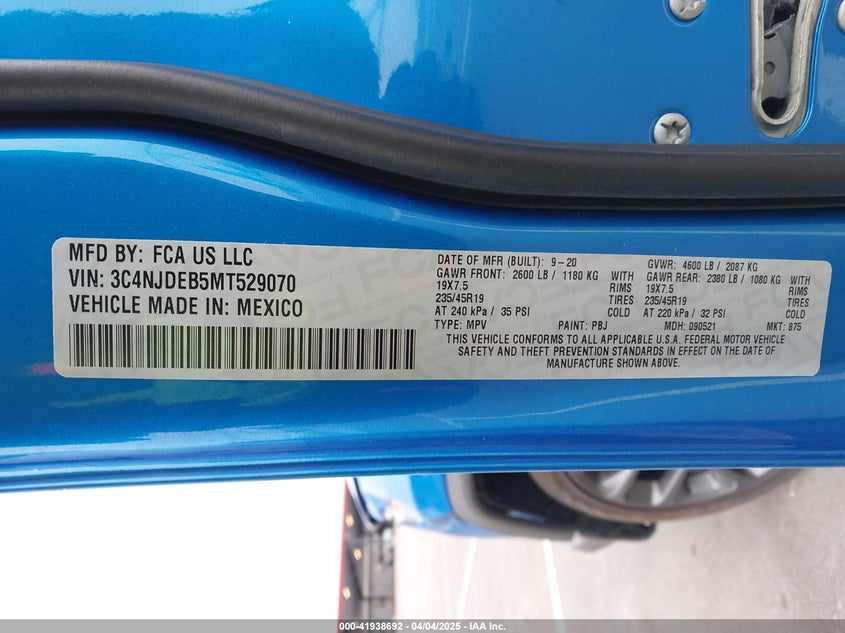 MFD BY: FCA US LLC
VIN: 3C4NJDEB5MT529070
VEHICLE MADE IN: MEXICO
DATE OF MFR (BUILT): 9-20 GVWR: 4600 LB / 2087 KG
GAWR FRONT: 2600 LB / 1180 KG WITH GAWR REAR: 2380 LB / 1080 KG WITH
19X7.5 RIMS 19X7.5 RIMS
235/45R19 TIRES 235/45R19 TIRES
AT 240 kPa / 35 PSI COLD AT 220 kPa / 32 PSI COLD
TYPE: MPV PAINT: PBJ MDH: 090521 MKT: 875
THIS VEHICLE CONFORMS TO ALL APPLICABLE U.S.A. FEDERAL MOTOR VEHICLE
SAFETY AND THEFT PREVENTION STANDARDS IN EFFECT ON THE DATE OF
MANUFACTURE SHOWN ABOVE.
000-41938692 - 04/04/2025 - IAA Inc.